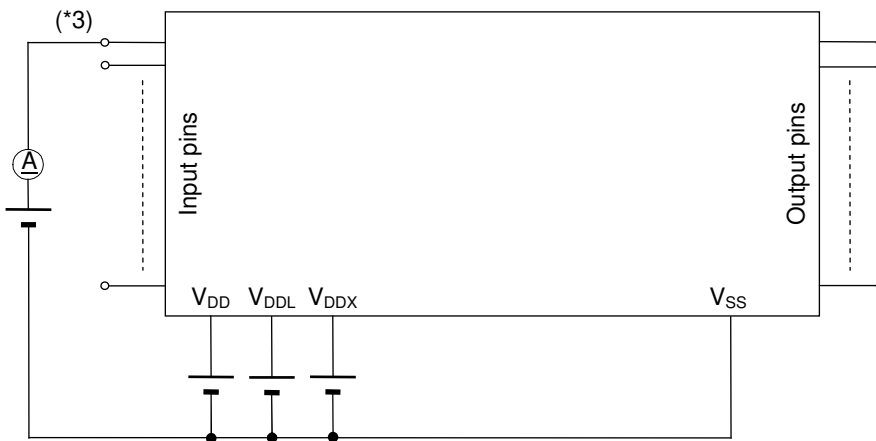 (*3)
A
Input pins
Output pins
VDD VDDL VDDX
VSS